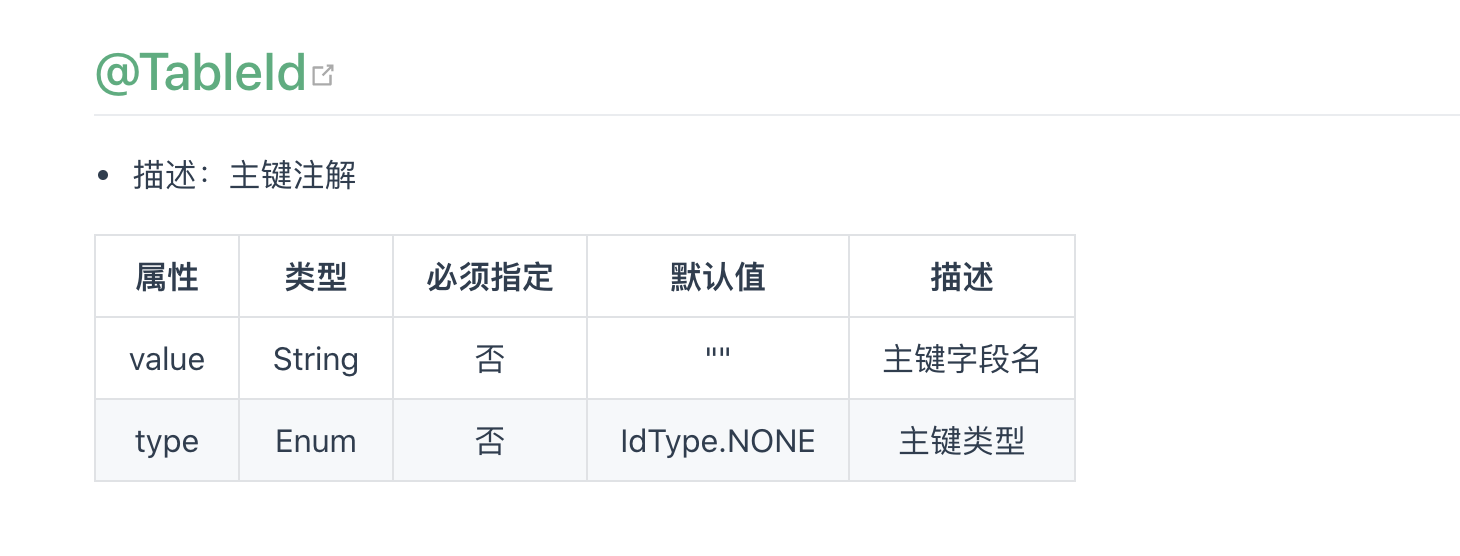 @TableId
• 描述：主键注解
属性 类型 必须指定 默认值 描述
value String 否 "" 主键字段名
type Enum 否 IdType.NONE 主键类型